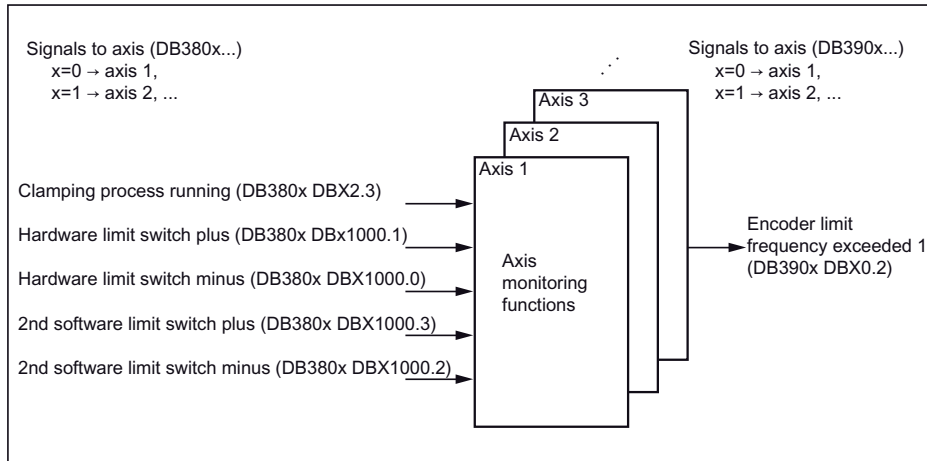 Signals to axis (DB380x...)
x=0 → axis 1,
x=1 → axis 2, ...
Signals to axis (DB390x...)
x=0 → axis 1,
x=1 → axis 2, ...
Axis 3
Axis 2
Axis 1
Clamping process running (DB380x DBX2.3)
Hardware limit switch plus (DB380x DBx1000.1)
Hardware limit switch minus (DB380x DBX1000.0)
2nd software limit switch plus (DB380x DBX1000.3)
2nd software limit switch minus (DB380x DBX1000.2)
Axis
monitoring
functions
Encoder limit
frequency exceeded 1
(DB390x DBX0.2)